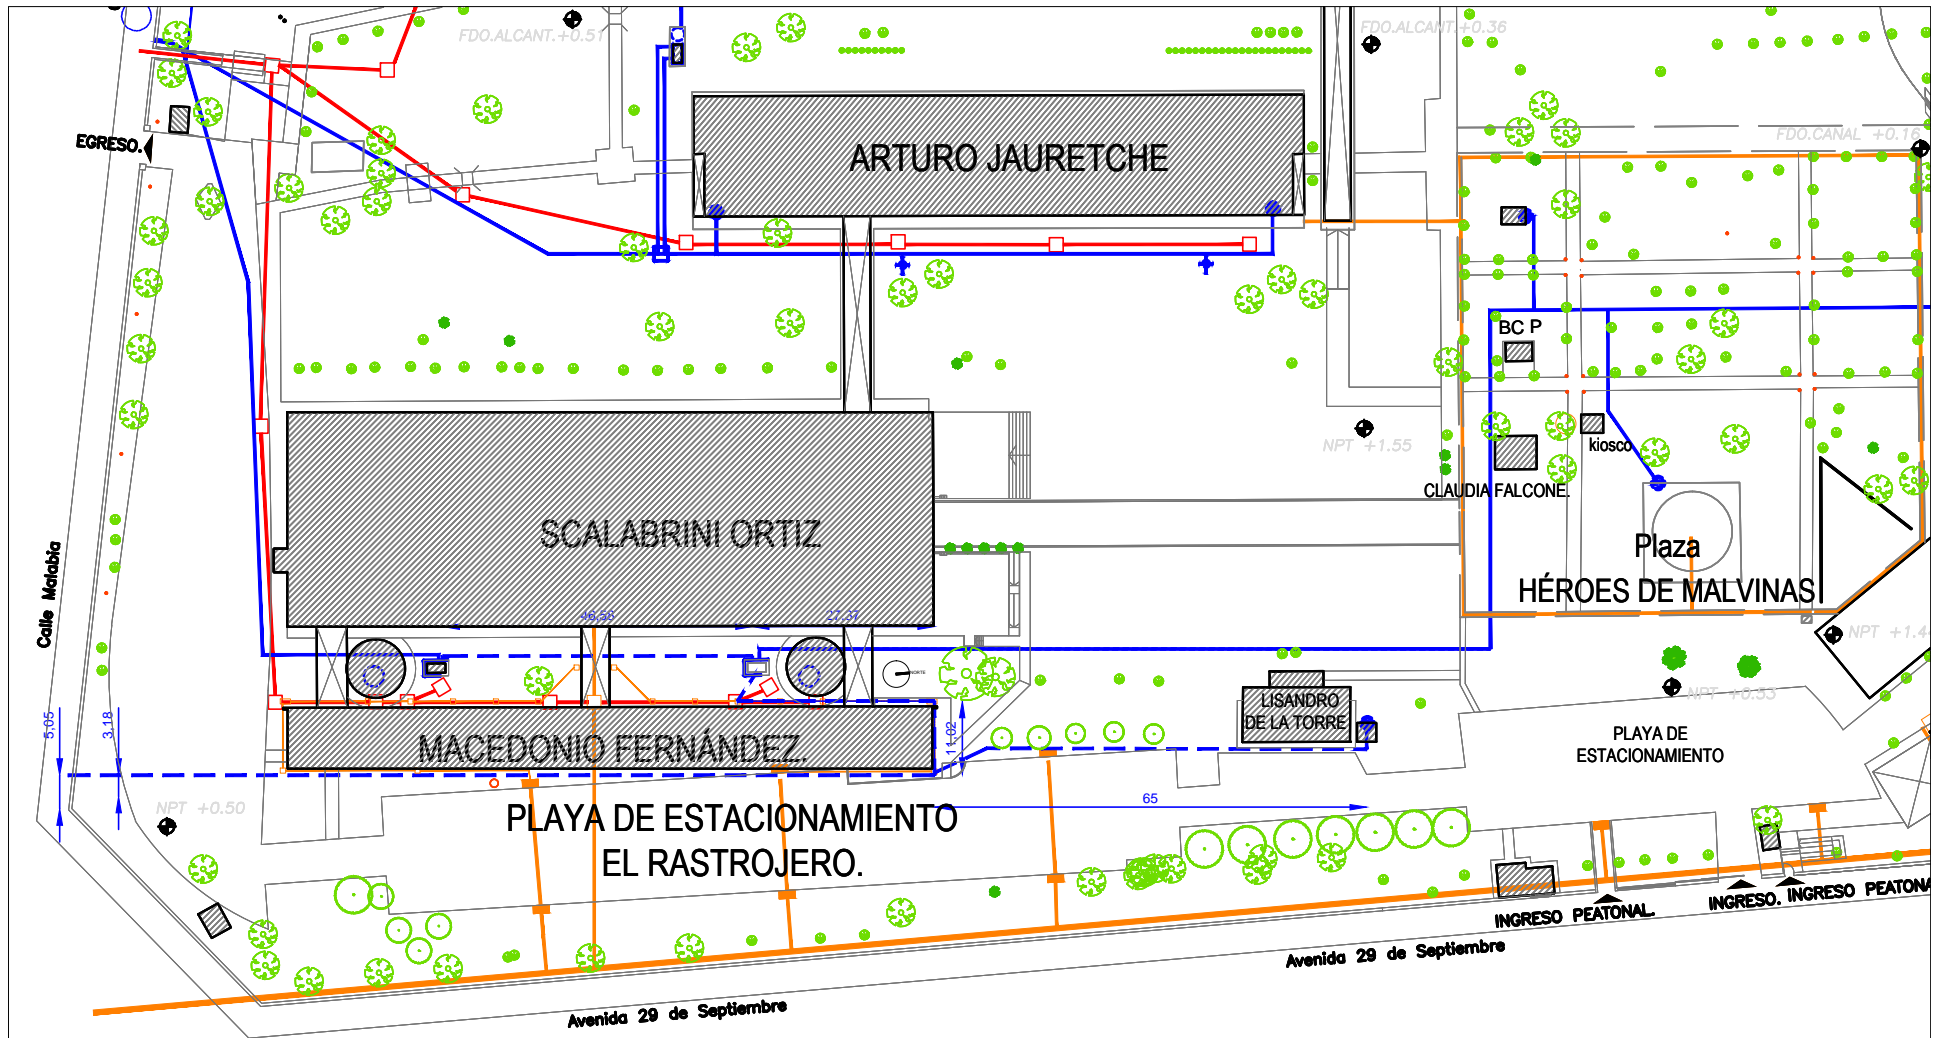 FDO.ALCANT.+0.51
FDO.ALCANT.+0.36
FDO.CANAL +0.16
EGRESO.
ARTURO JAURETCHE
BC P
NPT +1.55
kiosco
CLAUDIA FALCONE.
SCALABRINI ORTIZ
Plaza
HÉROES DE MALVINAS
Calle Malabia
46,58
27,37
NPT +1.4
NORTE
LISANDRO
DE LA TORRE
NPT +0.53
5,05
3,18
11,02
MACEDONIO FERNÁNDEZ.
PLAYA DE
ESTACIONAMIENTO
NPT +0.50
65
PLAYA DE ESTACIONAMIENTO
EL RASTROJERO.
INGRESO PEATONAL.
INGRESO.
INGRESO PEATONA
Avenida 29 de Septiembre
Avenida 29 de Septiembre